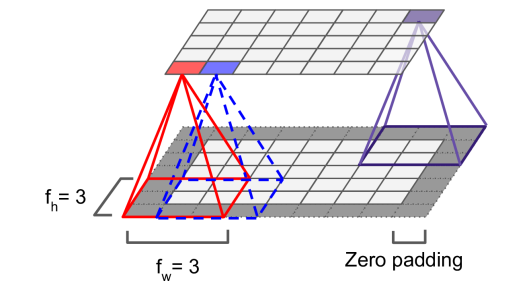 f_h= 3
f_w= 3
Zero padding